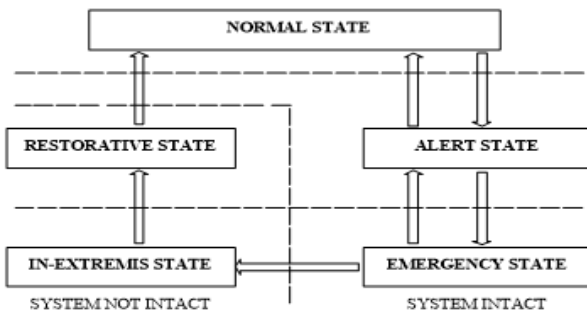 NORMAL STATE
RESTORATIVE STATE
ALERT STATE
IN-EXTREMIS STATE
EMERGENCY STATE
SYSTEM NOT INTACT
SYSTEM INTACT